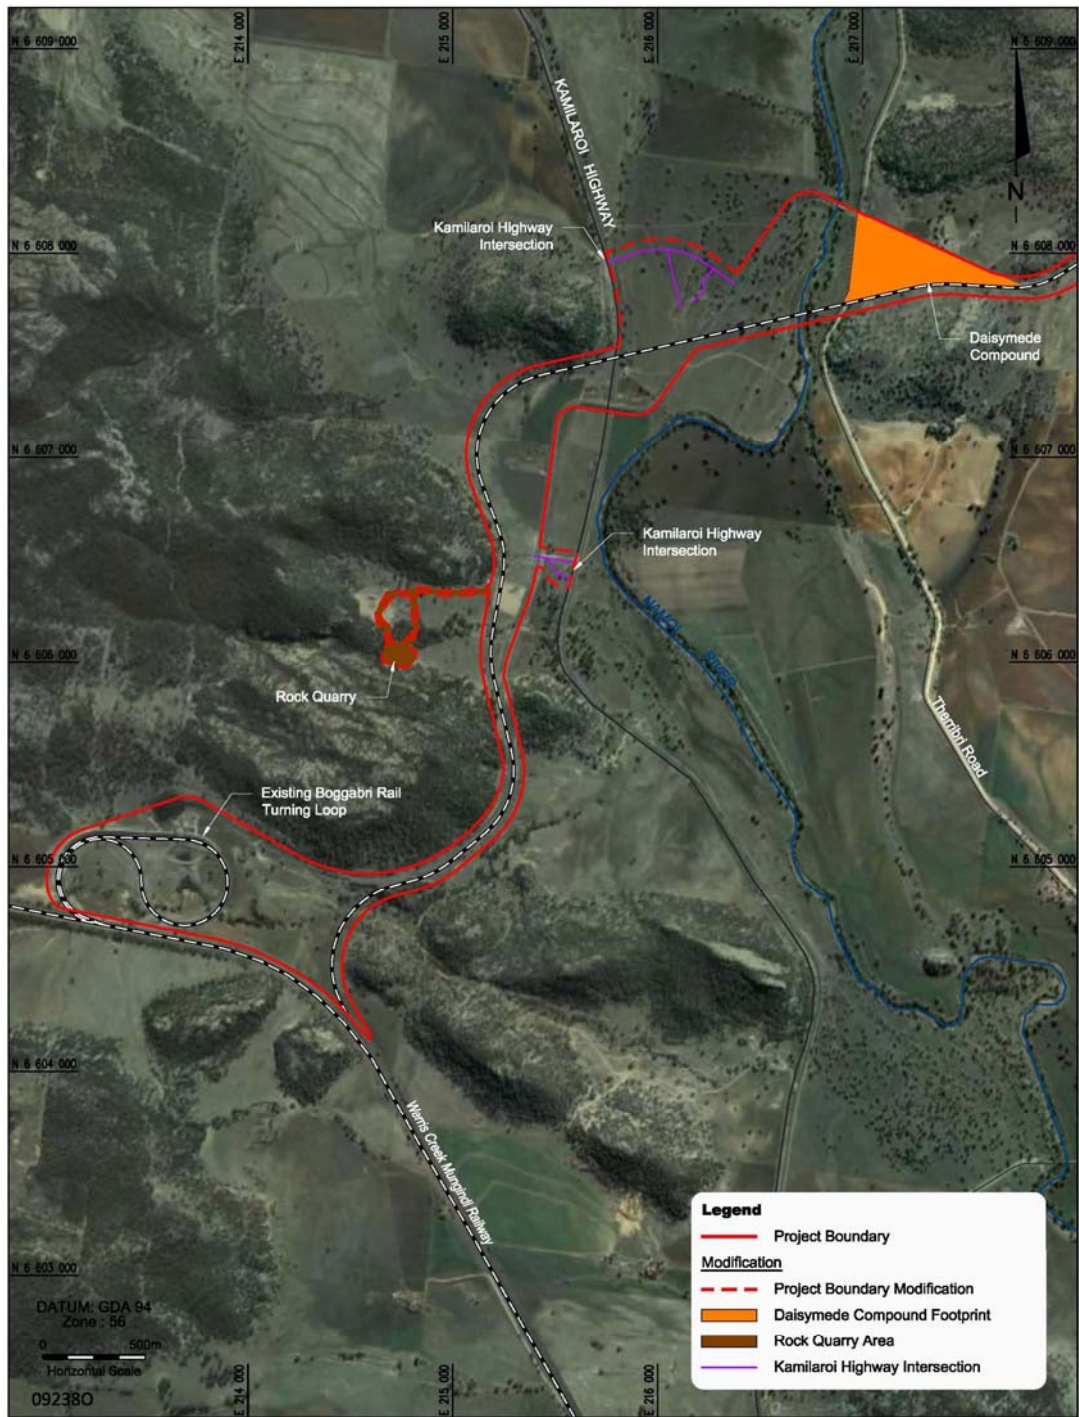 E 214 000
E 215 000
E 216 000
E 217 000
N 6 609 000
N 6 609 000
KAMILAROI HIGHWAY
N
Kamilaroi Highway
Intersection
N 6 608 000
N 6 608 000
Daisymede
Compound
N 6 607 000
N 6 607 000
Kamilaroi Highway
Intersection
NAMOI RIVER
N 6 606 000
N 6 606 000
Rock Quarry
Therribri Road
Existing Boggabri Rail
Turning Loop
N 6 605 000
N 6 605 000
N 6 604 000
Werris Creek Mungindi Railway
N 6 603 000
Legend
Project Boundary
Modification
Project Boundary Modification
Daisymede Compound Footprint
Rock Quarry Area
Kamilaroi Highway Intersection
DATUM: GDA 94
Zone : 56
0 500m
Horizontal Scale
09238O
E 214 000
E 215 000
E 216 000